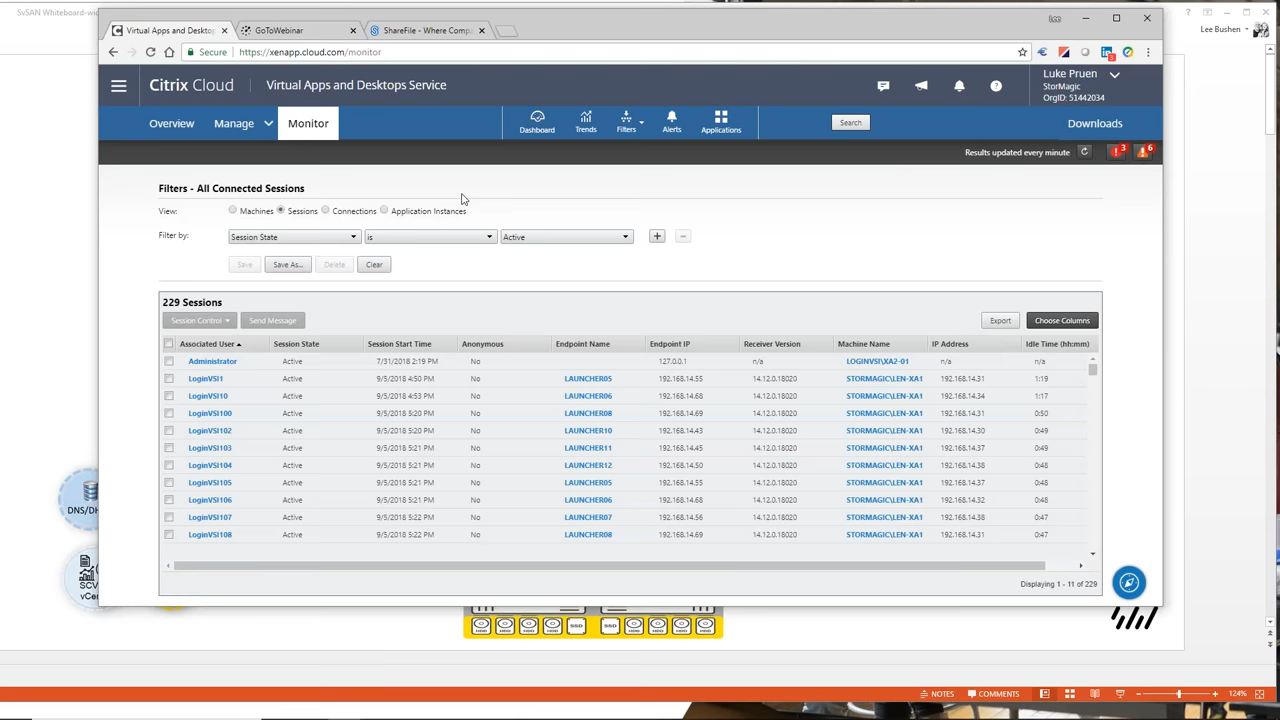 SvSAN Whiteboard-wid
Lee
Lee Bushen
Virtual Apps and Desktop
GoToWebinar
ShareFile - Where Comp
Secure
https://xenapp.cloud.com/monitor
3
Citrix Cloud
Virtual Apps and Desktops Service
Luke Pruen
StorMagic
OrgID: 51442034
Overview
Manage
Monitor
Dashboard
Trends
Filters
Alerts
Applications
Search
Downloads
Results updated every minute
3
6
Filters - All Connected Sessions
View: Machines Sessions Connections Application Instances
Filter by: Session State is Active + −
Save Save As... Delete Clear
229 Sessions
Session Control Send Message Export Choose Columns
Associated User Session State Session Start Time Anonymous Endpoint Name Endpoint IP Receiver Version Machine Name IP Address Idle Time (hh:mm)
Administrator Active 7/31/2018 2:19 PM No 127.0.0.1 n/a LOGINVSI\XA2-01 n/a n/a
LoginVSI1 Active 9/5/2018 4:50 PM No LAUNCHER05 192.168.14.55 14.12.0.18020 STORMAGIC\LEN-XA1 192.168.14.31 1:19
LoginVSI10 Active 9/5/2018 4:53 PM No LAUNCHER06 192.168.14.68 14.12.0.18020 STORMAGIC\LEN-XA1 192.168.14.34 1:17
LoginVSI100 Active 9/5/2018 5:20 PM No LAUNCHER08 192.168.14.69 14.12.0.18020 STORMAGIC\LEN-XA1 192.168.14.31 0:50
LoginVSI102 Active 9/5/2018 5:20 PM No LAUNCHER10 192.168.14.43 14.12.0.18020 STORMAGIC\LEN-XA1 192.168.14.30 0:49
LoginVSI103 Active 9/5/2018 5:21 PM No LAUNCHER11 192.168.14.45 14.12.0.18020 STORMAGIC\LEN-XA1 192.168.14.37 0:49
LoginVSI104 Active 9/5/2018 5:21 PM No LAUNCHER12 192.168.14.50 14.12.0.18020 STORMAGIC\LEN-XA1 192.168.14.37 0:48
LoginVSI105 Active 9/5/2018 5:21 PM No LAUNCHER05 192.168.14.55 14.12.0.18020 STORMAGIC\LEN-XA1 192.168.14.38 0:48
LoginVSI106 Active 9/5/2018 5:21 PM No LAUNCHER06 192.168.14.68 14.12.0.18020 STORMAGIC\LEN-XA1 192.168.14.32 0:48
LoginVSI107 Active 9/5/2018 5:22 PM No LAUNCHER07 192.168.14.56 14.12.0.18020 STORMAGIC\LEN-XA1 192.168.14.38 0:47
LoginVSI108 Active 9/5/2018 5:22 PM No LAUNCHER08 192.168.14.69 14.12.0.18020 STORMAGIC\LEN-XA1 192.168.14.31 0:47
Displaying 1 - 11 of 229
DNS/DH
SCV
vCen
HDD HDD HDD HDD SSD SSD HDD HDD HDD HDD
NOTES COMMENTS 124%